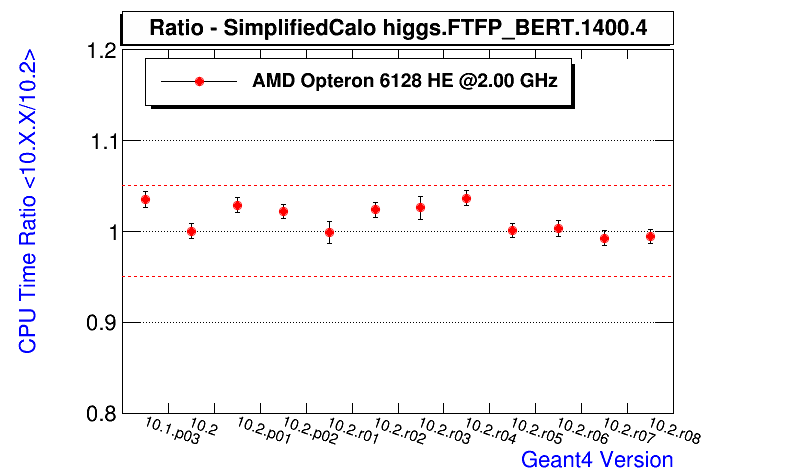 Ratio - SimplifiedCalo higgs.FTFP_BERT.1400.4
AMD Opteron 6128 HE @2.00 GHz
CPU Time Ratio <10.X.X/10.2>
1.2
1.1
1
0.9
0.8
10.1.p03
10.2
10.2.p01
10.2.p02
10.2.r01
10.2.r02
10.2.r03
10.2.r04
10.2.r05
10.2.r06
10.2.r07
10.2.r08
Geant4 Version